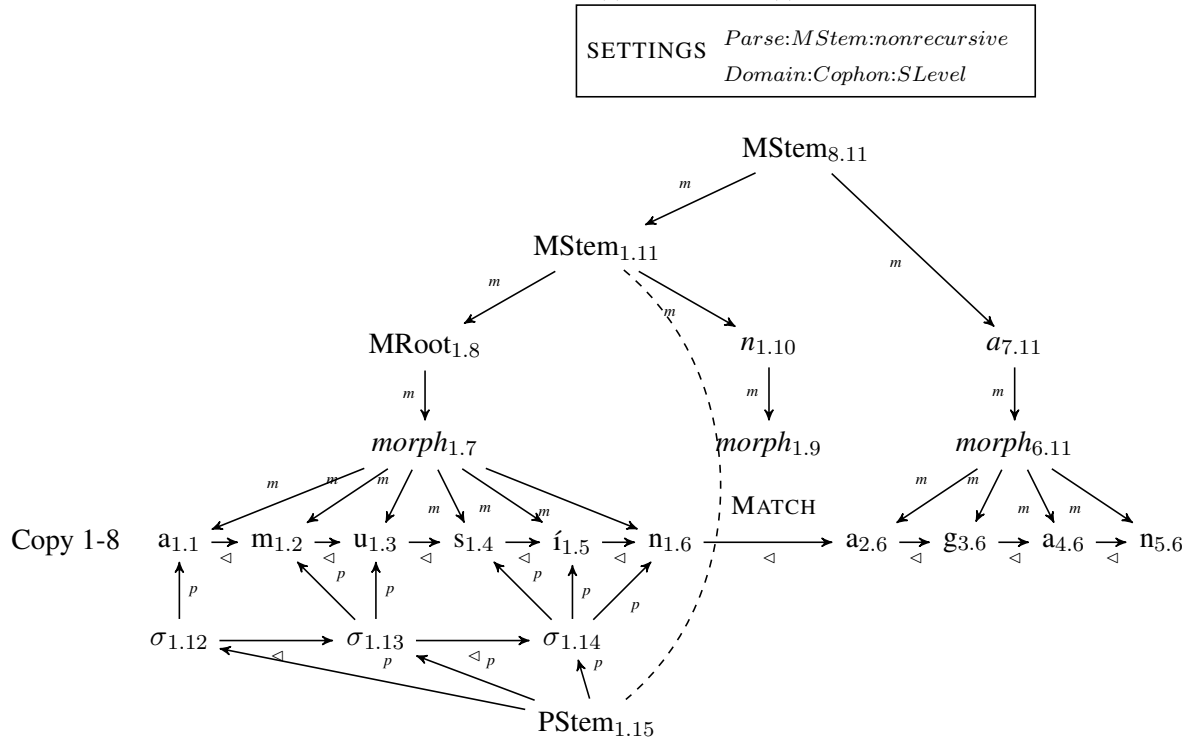 SETTINGS
Parse:MStem:nonrecursive
Domain:Cophon:SLevel
MStem8.11
m
m
MStem1.11
m
m
MRoot1.8
n1.10
a7.11
m
m
m
morph1.7
morph1.9
morph6.11
m m m m m m
m m m m
MATCH
Copy 1-8 a1.1 ◁ m1.2 ◁ u1.3 ◁ s1.4 ◁ í1.5 ◁ n1.6 ◁ a2.6 ◁ g3.6 ◁ a4.6 ◁ n5.6
p p p p p p
σ1.12 ◁ σ1.13 ◁ σ1.14
p p p
PStem1.15